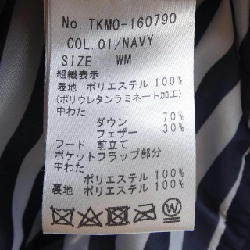 No TKMO-160790
COL.01/NAVY
SIZE WM
組織表示
表地 ポリエステル 100%
(ポリウレタンラミネート加工)
中わた
ダウン 70%
フェザー 30%
フード 前立て
ポケットフラップ部分
中わた
ポリエステル 100%
裏地 ポリエステル 100%
W